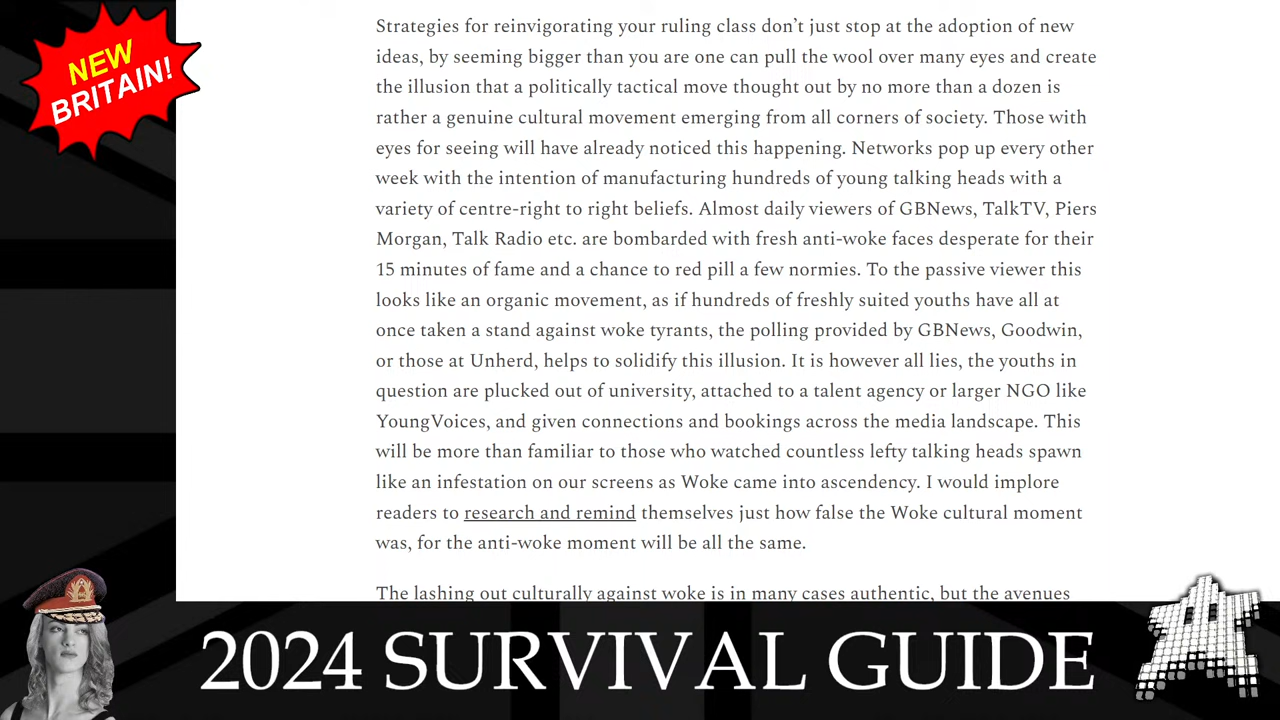 NEW
BRITAIN!
Strategies for reinvigorating your ruling class don’t just stop at the adoption of new
ideas, by seeming bigger than you are one can pull the wool over many eyes and create
the illusion that a politically tactical move thought out by no more than a dozen is
rather a genuine cultural movement emerging from all corners of society. Those with
eyes for seeing will have already noticed this happening. Networks pop up every other
week with the intention of manufacturing hundreds of young talking heads with a
variety of centre-right to right beliefs. Almost daily viewers of GBNews, TalkTV, Piers
Morgan, Talk Radio etc. are bombarded with fresh anti-woke faces desperate for their
15 minutes of fame and a chance to red pill a few normies. To the passive viewer this
looks like an organic movement, as if hundreds of freshly suited youths have all at
once taken a stand against woke tyrants, the polling provided by GBNews, Goodwin,
or those at Unherd, helps to solidify this illusion. It is however all lies, the youths in
question are plucked out of university, attached to a talent agency or larger NGO like
YoungVoices, and given connections and bookings across the media landscape. This
will be more than familiar to those who watched countless lefty talking heads spawn
like an infestation on our screens as Woke came into ascendency. I would implore
readers to research and remind themselves just how false the Woke cultural moment
was, for the anti-woke moment will be all the same.
The lashing out culturally against woke is in many cases authentic, but the avenues
2024 SURVIVAL GUIDE